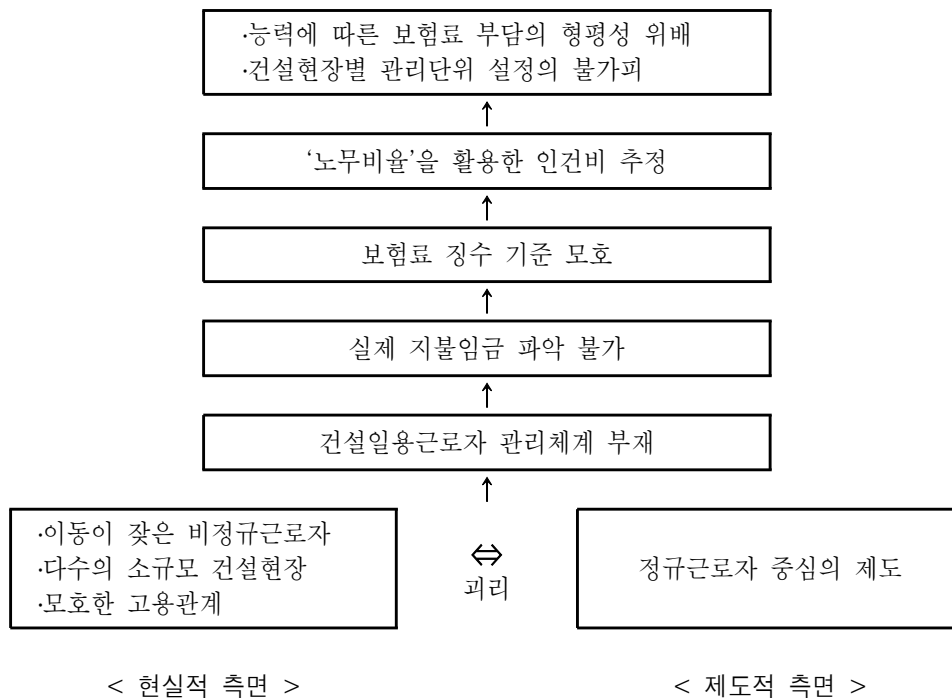 ·능력에 따른 보험료 부담의 형평성 위배
·건설현장별 관리단위 설정의 불가피
‘노무비율’을 활용한 인건비 추정
보험료 징수 기준 모호
실제 지불임금 파악 불가
건설일용근로자 관리체계 부재
·이동이 잦은 비정규근로자
·다수의 소규모 건설현장
·모호한 고용관계
⇔
괴리
정규근로자 중심의 제도
< 현실적 측면 >
< 제도적 측면 >